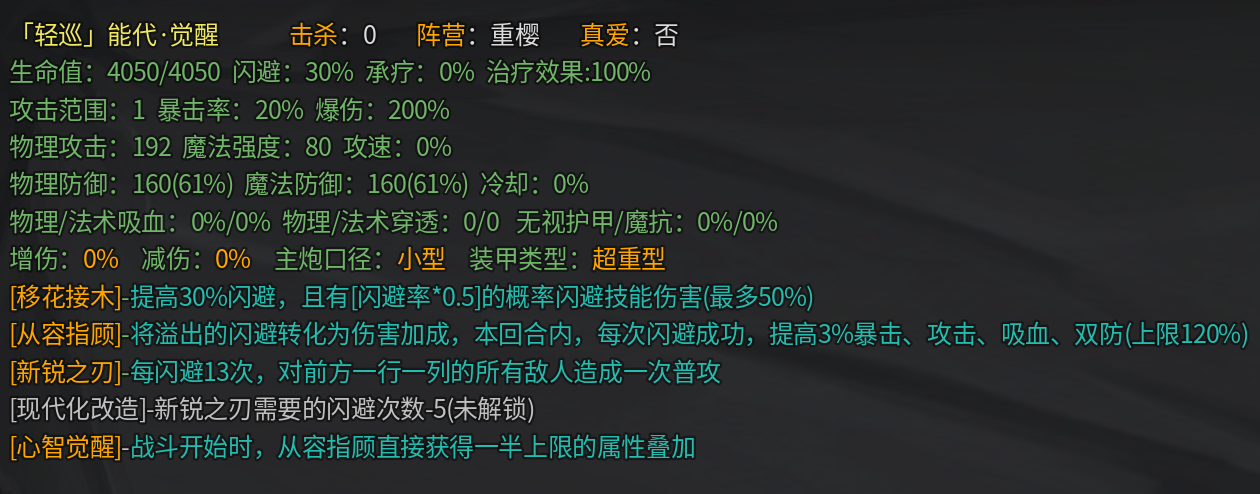 「轻巡」能代·觉醒 击杀：0 阵营：重樱 真爱：否
生命值：4050/4050 闪避：30% 承疗：0% 治疗效果:100%
攻击范围：1 暴击率：20% 爆伤：200%
物理攻击：192 魔法强度：80 攻速：0%
物理防御：160(61%) 魔法防御：160(61%) 冷却：0%
物理/法术吸血：0%/0% 物理/法术穿透：0/0 无视护甲/魔抗：0%/0%
增伤：0% 减伤：0% 主炮口径：小型 装甲类型：超重型
[移花接木]-提高30%闪避，且有[闪避率*0.5]的概率闪避技能伤害(最多50%)
[从容指顾]-将溢出的闪避转化为伤害加成，本回合内，每次闪避成功，提高3%暴击、攻击、吸血、双防(上限120%)
[新锐之刃]-每闪避13次，对前方一行一列的所有敌人造成一次普攻
[现代化改造]-新锐之刃需要的闪避次数-5(未解锁)
[心智觉醒]-战斗开始时，从容指顾直接获得一半上限的属性叠加